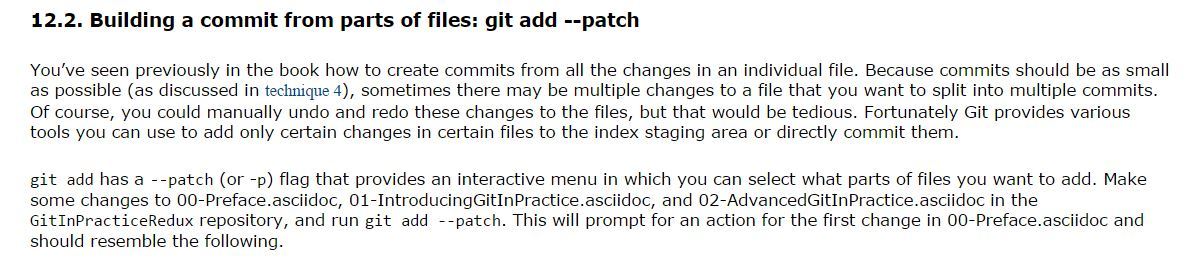 12.2. Building a commit from parts of files: git add --patch
You’ve seen previously in the book how to create commits from all the changes in an individual file. Because commits should be as small
as possible (as discussed in technique 4), sometimes there may be multiple changes to a file that you want to split into multiple commits.
Of course, you could manually undo and redo these changes to the files, but that would be tedious. Fortunately Git provides various
tools you can use to add only certain changes in certain files to the index staging area or directly commit them.
git add has a --patch (or -p) flag that provides an interactive menu in which you can select what parts of files you want to add. Make
some changes to 00-Preface.asciidoc, 01-IntroducingGitInPractice.asciidoc, and 02-AdvancedGitInPractice.asciidoc in the
GitInPracticeRedux repository, and run git add --patch. This will prompt for an action for the first change in 00-Preface.asciidoc and
should resemble the following.